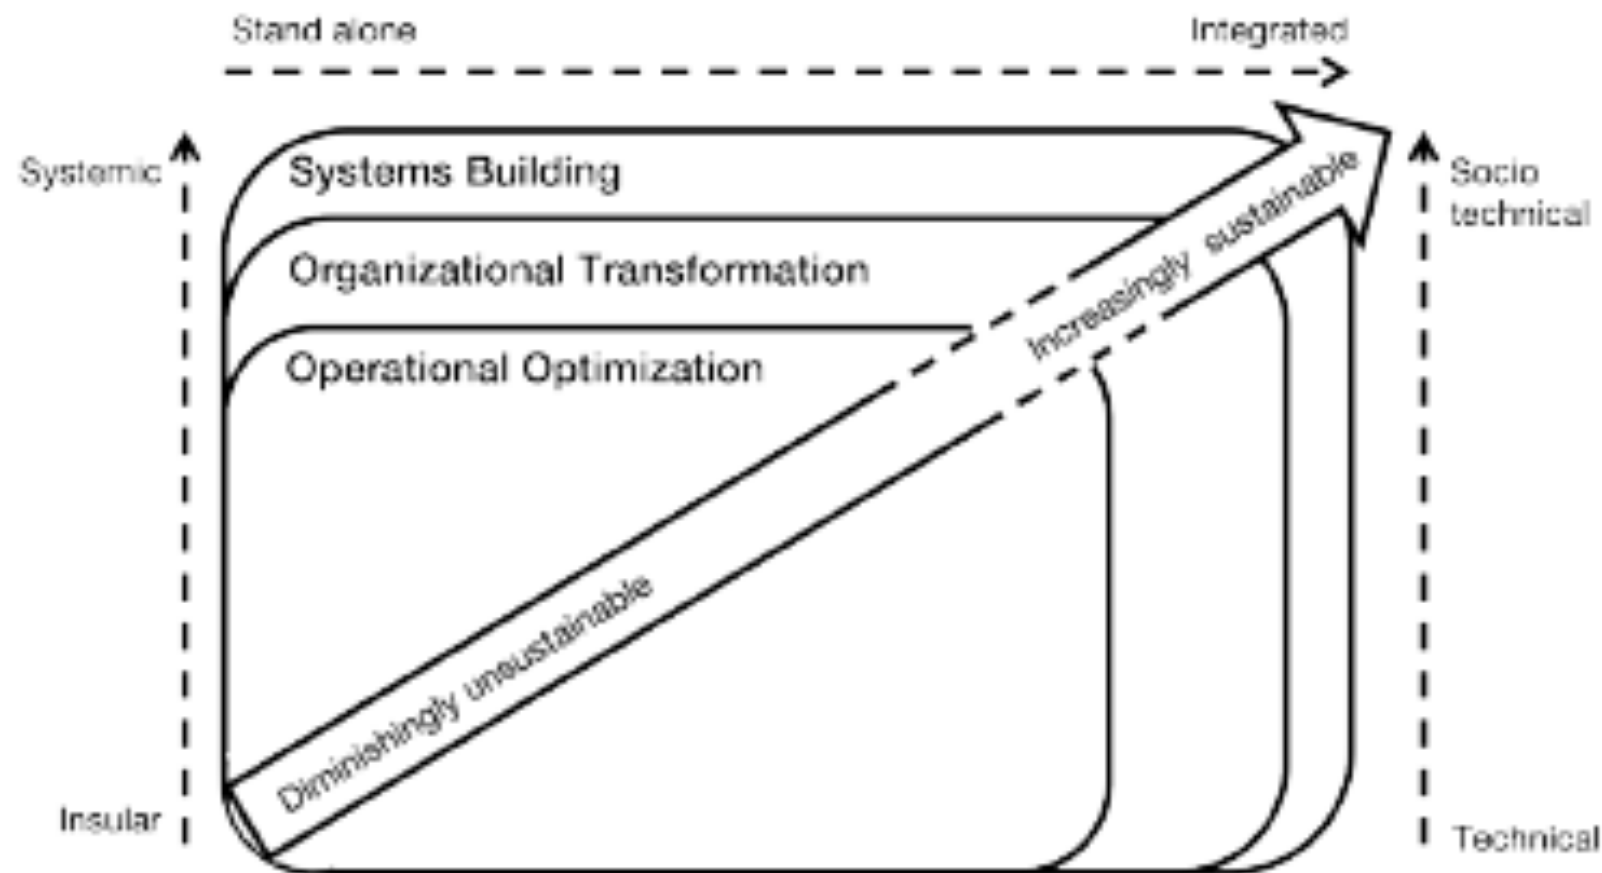 Stand alone
Integrated
Systemic
Systems Building
Socio
technical
Organizational Transformation
Increasingly sustainable
Operational Optimization
Diminishingly unsustainable
Insular
Technical